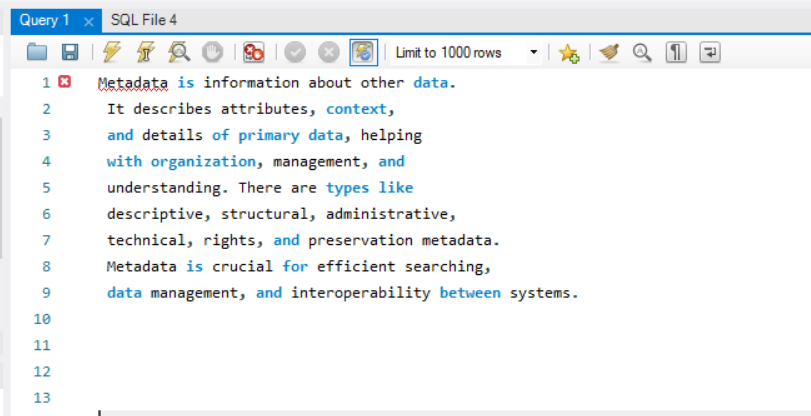 Query 1 SQL File 4
Limit to 1000 rows
1 Metadata is information about other data.
2 It describes attributes, context,
3 and details of primary data, helping
4 with organization, management, and
5 understanding. There are types like
6 descriptive, structural, administrative,
7 technical, rights, and preservation metadata.
8 Metadata is crucial for efficient searching,
9 data management, and interoperability between systems.
10
11
12
13